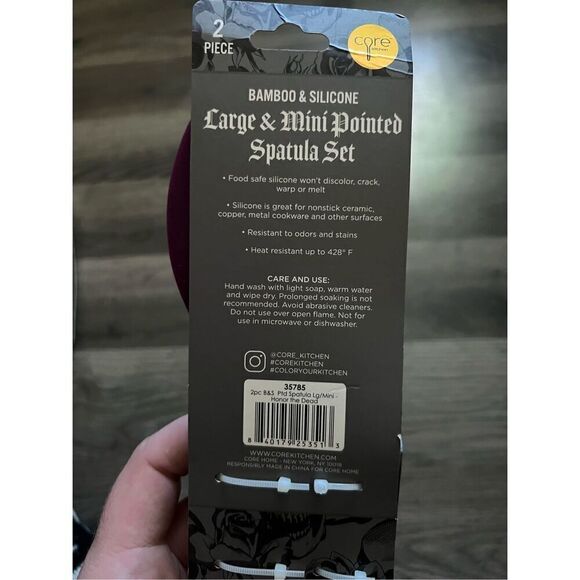 2
PIECE
core
kitchen
BAMBOO & SILICONE
Large & Mini Pointed
Spatula Set
• Food safe silicone won't discolor, crack,
warp or melt
• Silicone is great for nonstick ceramic,
copper, metal cookware and other surfaces
• Resistant to odors and stains
• Heat resistant up to 428° F
CARE AND USE:
Hand wash with light soap, warm water
and wipe dry. Prolonged soaking is not
recommended. Avoid abrasive cleaners.
Do not use over open flame. Not for
use in microwave or dishwasher.
@CORE_KITCHEN
#COREKITCHEN
#COLORYOURKITCHEN
35785
2pc B&S Ptd Spatula Lg/Mini -
Honor the Dead
8 40179 25351 3
WWW.COREKITCHEN.COM
CORE HOME - NEW YORK, NY 10018
RESPONSIBLY MADE IN CHINA FOR CORE HOME